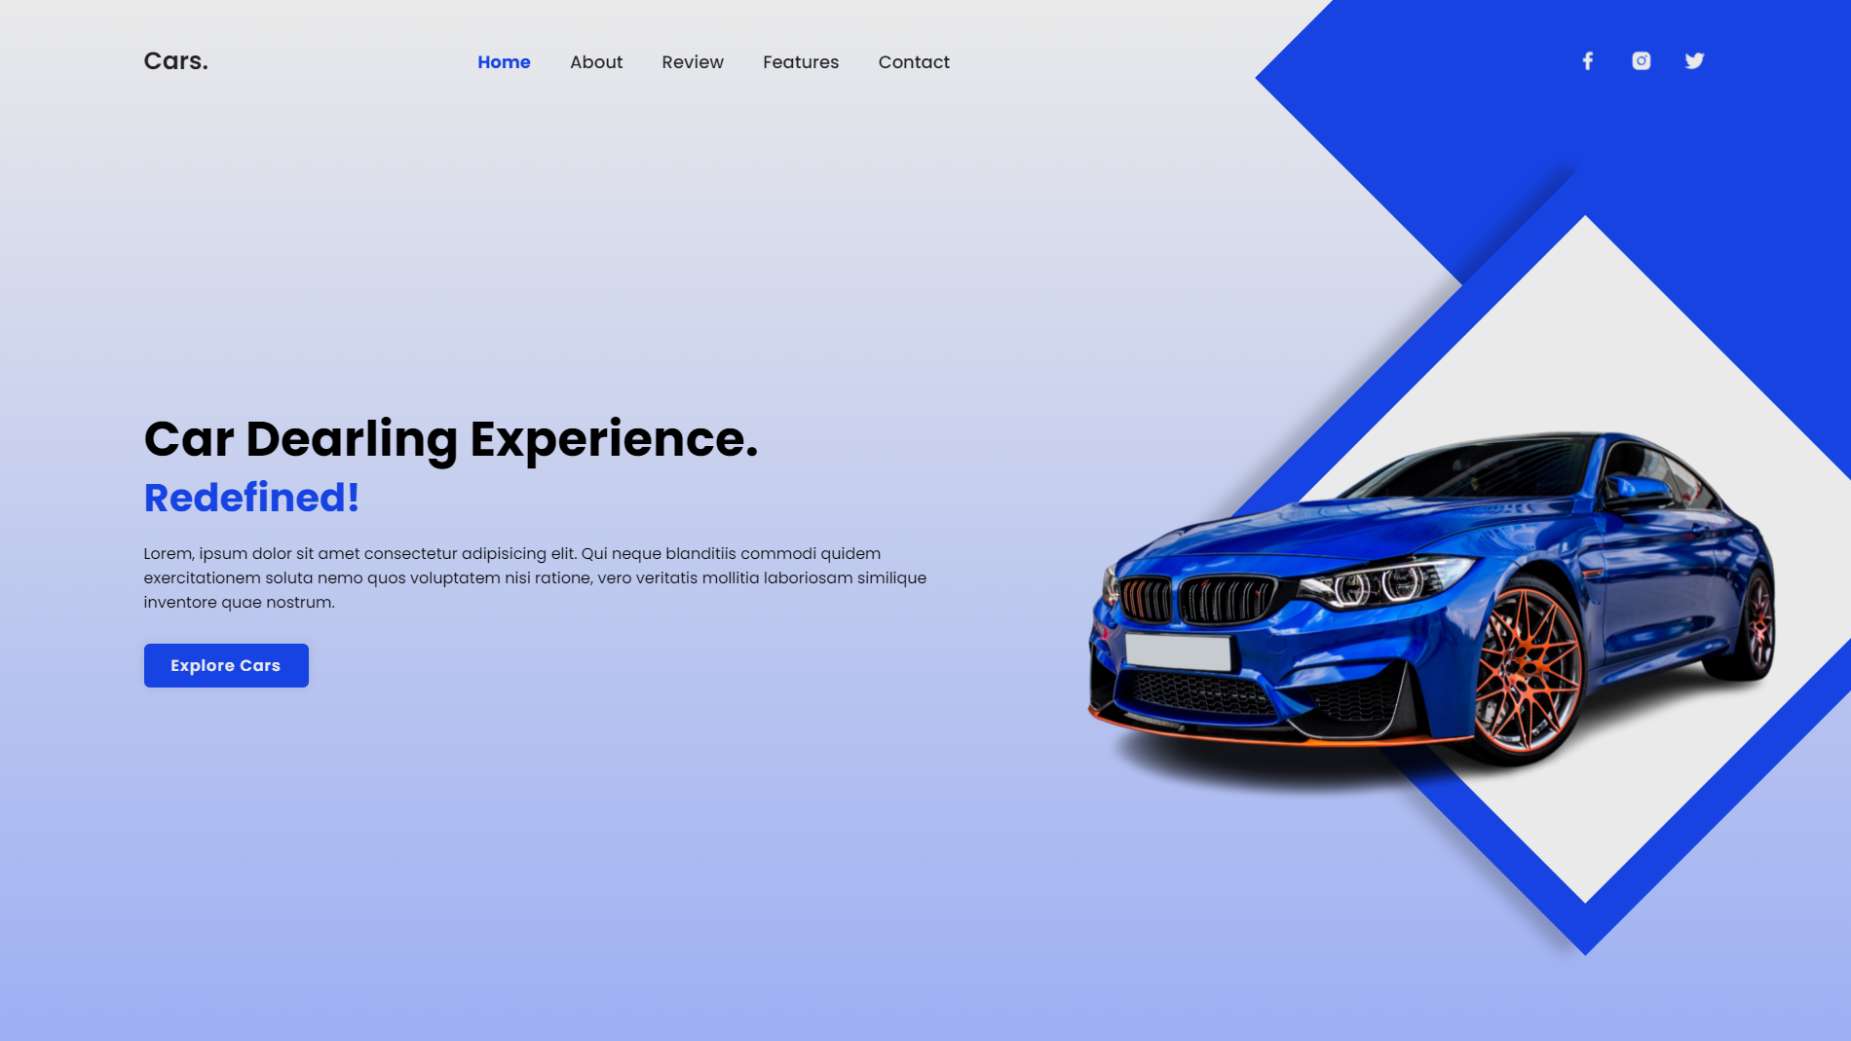 Cars.
Home
About
Review
Features
Contact
Car Dearling Experience.
Redefined!
Lorem, ipsum dolor sit amet consectetur adipisicing elit. Qui neque blanditiis commodi quidem
exercitationem soluta nemo quos voluptatem nisi ratione, vero veritatis mollitia laboriosam similique
inventore quae nostrum.
Explore Cars